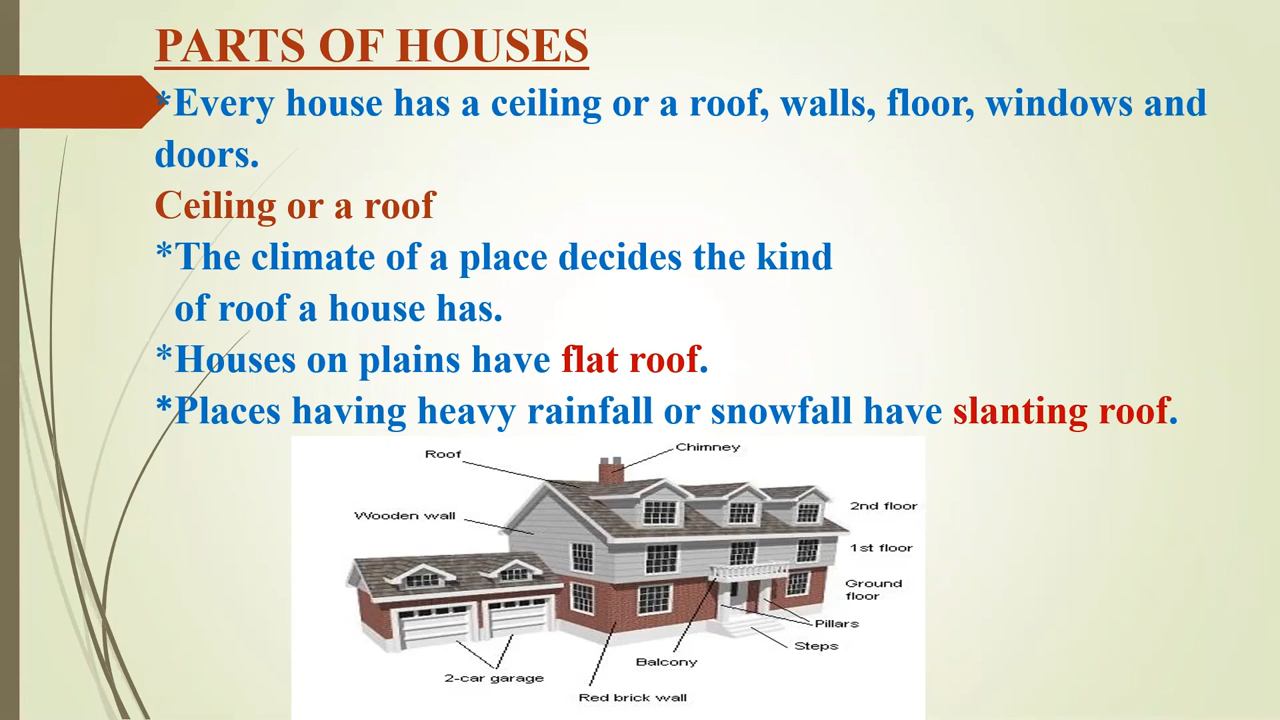 PARTS OF HOUSES
*Every house has a ceiling or a roof, walls, floor, windows and
doors.
Ceiling or a roof
*The climate of a place decides the kind
of roof a house has.
*Houses on plains have flat roof.
*Places having heavy rainfall or snowfall have slanting roof.
Roof
Chimney
Wooden wall
2nd floor
1st floor
Ground
floor
Pillars
Steps
Balcony
2-car garage
Red brick wall